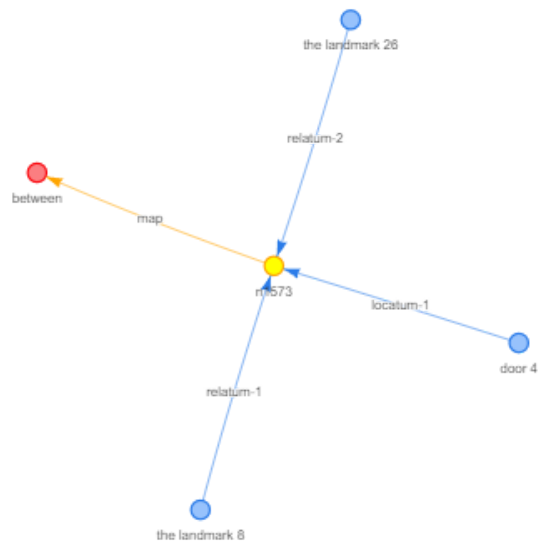 the landmark 26
relatum-2
between
map
locatum-1
door 4
relatum-1
the landmark 8